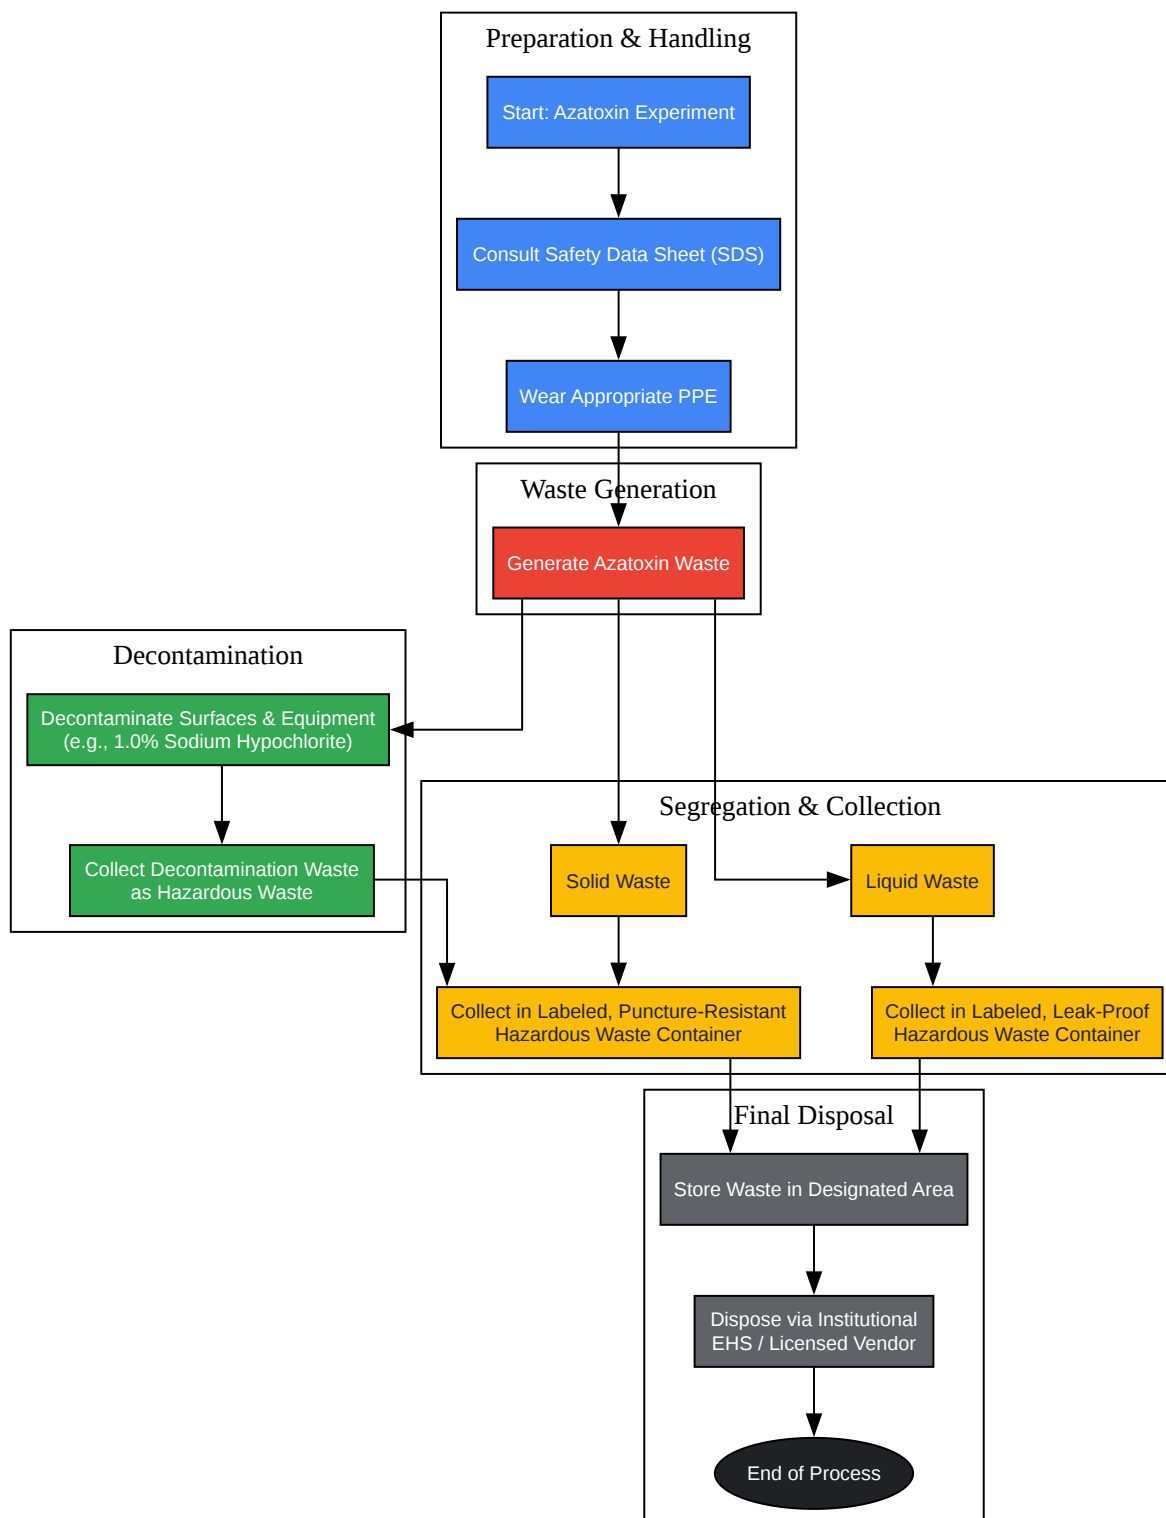 Preparation & Handling
Start: Azatoxin Experiment
Consult Safety Data Sheet (SDS)
Wear Appropriate PPE
Waste Generation
Generate Azatoxin Waste
Decontamination
Decontaminate Surfaces & Equipment
(e.g., 1.0% Sodium Hypochlorite)
Collect Decontamination Waste
as Hazardous Waste
Segregation & Collection
Solid Waste
Liquid Waste
Collect in Labeled, Puncture-Resistant
Hazardous Waste Container
Collect in Labeled, Leak-Proof
Hazardous Waste Container
Final Disposal
Store Waste in Designated Area
Dispose via Institutional
EHS / Licensed Vendor
End of Process